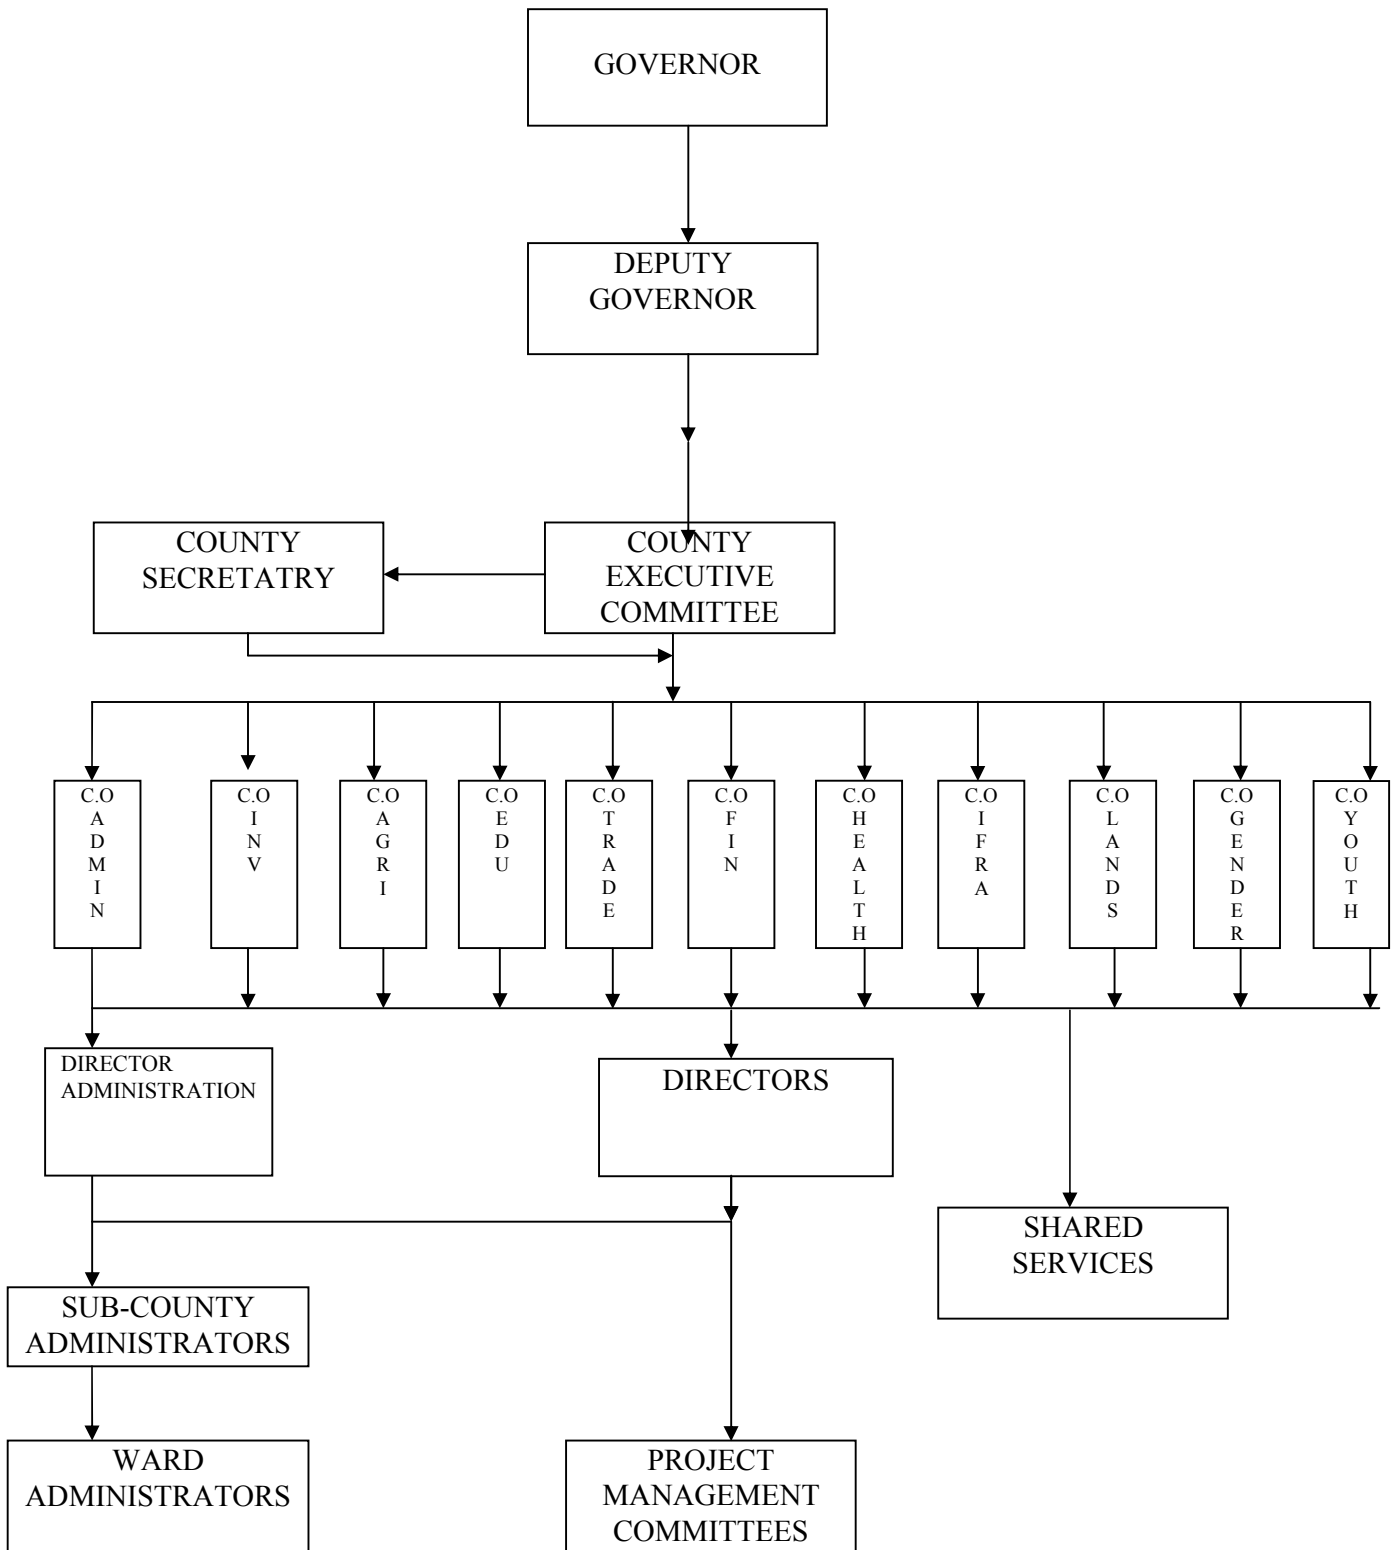 GOVERNOR
DEPUTY
GOVERNOR
COUNTY
SECRETATRY
COUNTY
EXECUTIVE
COMMITTEE
C.O
A
D
M
I
N
C.O
I
N
V
C.O
A
G
R
I
C.O
E
D
U
C.O
T
R
A
D
E
C.O
F
I
N
C.O
H
E
A
L
T
H
C.O
I
F
R
A
C.O
L
A
N
D
S
C.O
G
E
N
D
E
R
C.O
Y
O
U
T
H
DIRECTOR
ADMINISTRATION
DIRECTORS
SHARED
SERVICES
SUB-COUNTY
ADMINISTRATORS
WARD
ADMINISTRATORS
PROJECT
MANAGEMENT
COMMITTEES